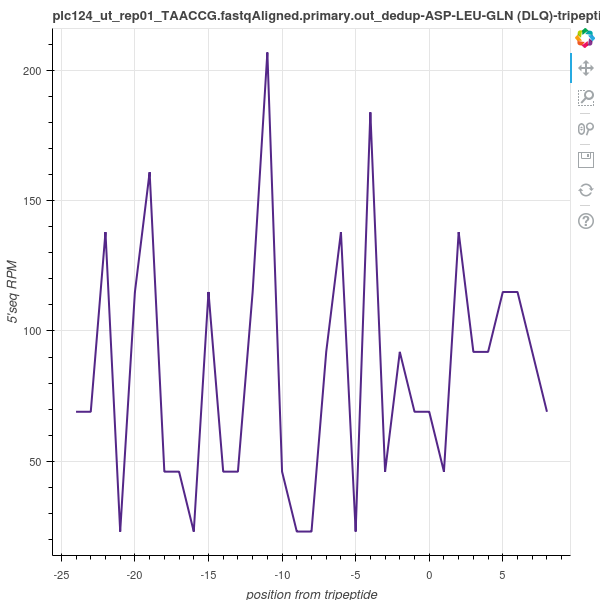 plc124_ut_rep01_TAACCG.fastqAligned.primary.out_dedup-ASP-LEU-GLN (DLQ)-tripepti
200
150
100
50
5'seq RPM
-25 -20 -15 -10 -5 0 5
position from tripeptide